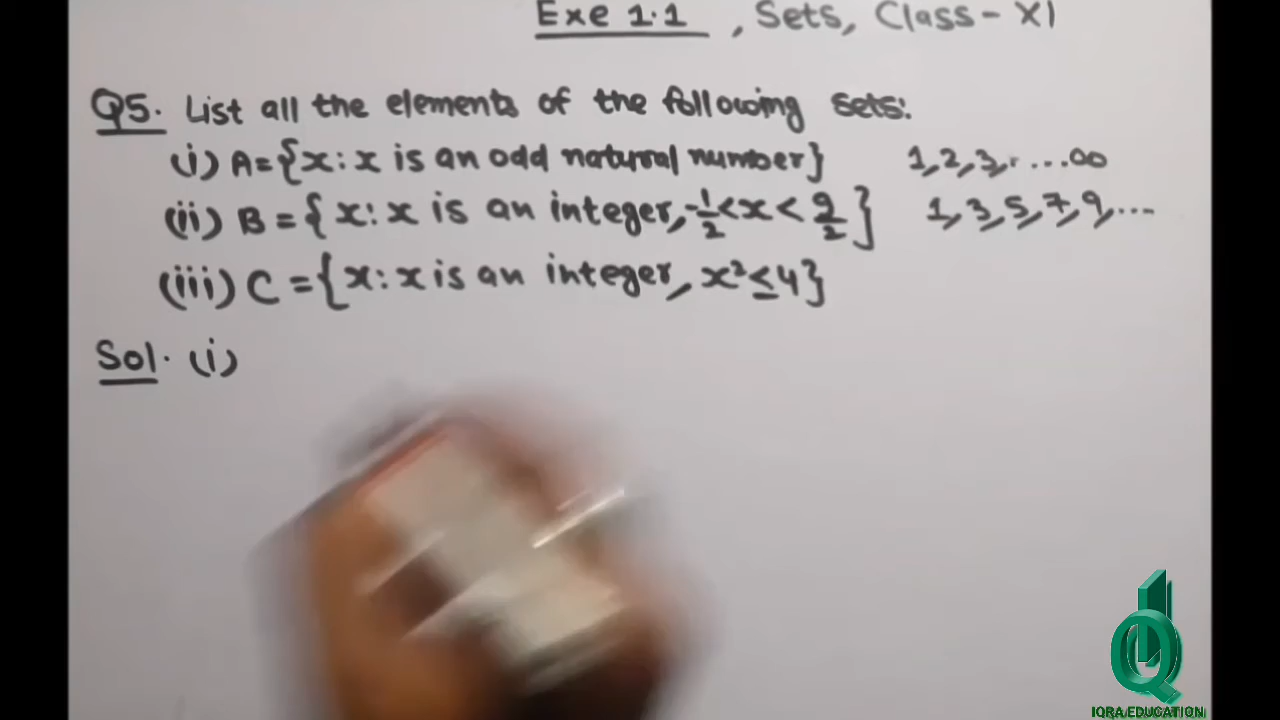 Exe 1.1, Sets, Class - XI
Q5. List all the elements of the following sets:
(i) A = {x : x is an odd natural number} 1, 2, 3, ....∞
(ii) B = {x : x is an integer, -1/2 < x < 9/2} 1, 3, 5, 7, 9, ...
(iii) C = {x : x is an integer, x² ≤ 4}
Sol. (i)
IQRA EDUCATION